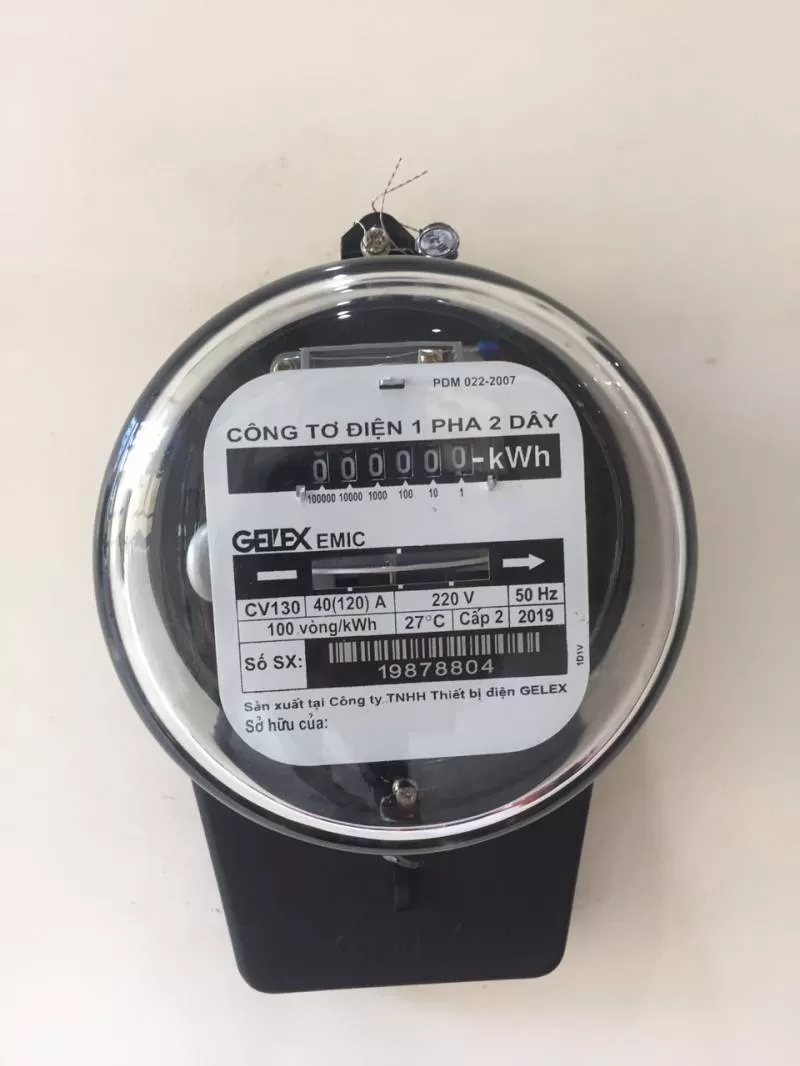 PDM 022-2007
CÔNG TƠ ĐIỆN 1 PHA 2 DÂY
000000-kWh
100000 10000 1000 100 10 1
GELEX EMIC
CV130 40(120) A 220 V 50 Hz
100 vòng/kWh 27°C Cấp 2 2019
Số SX:
19878804
1D1V
Sản xuất tại Công ty TNHH Thiết bị điện GELEX
Sở hữu của: